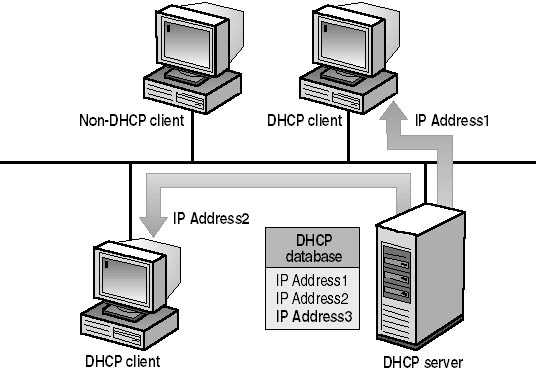 Non-DHCP client
DHCP client
IP Address1
IP Address2
DHCP
database
IP Address1
IP Address2
IP Address3
DHCP client
DHCP server